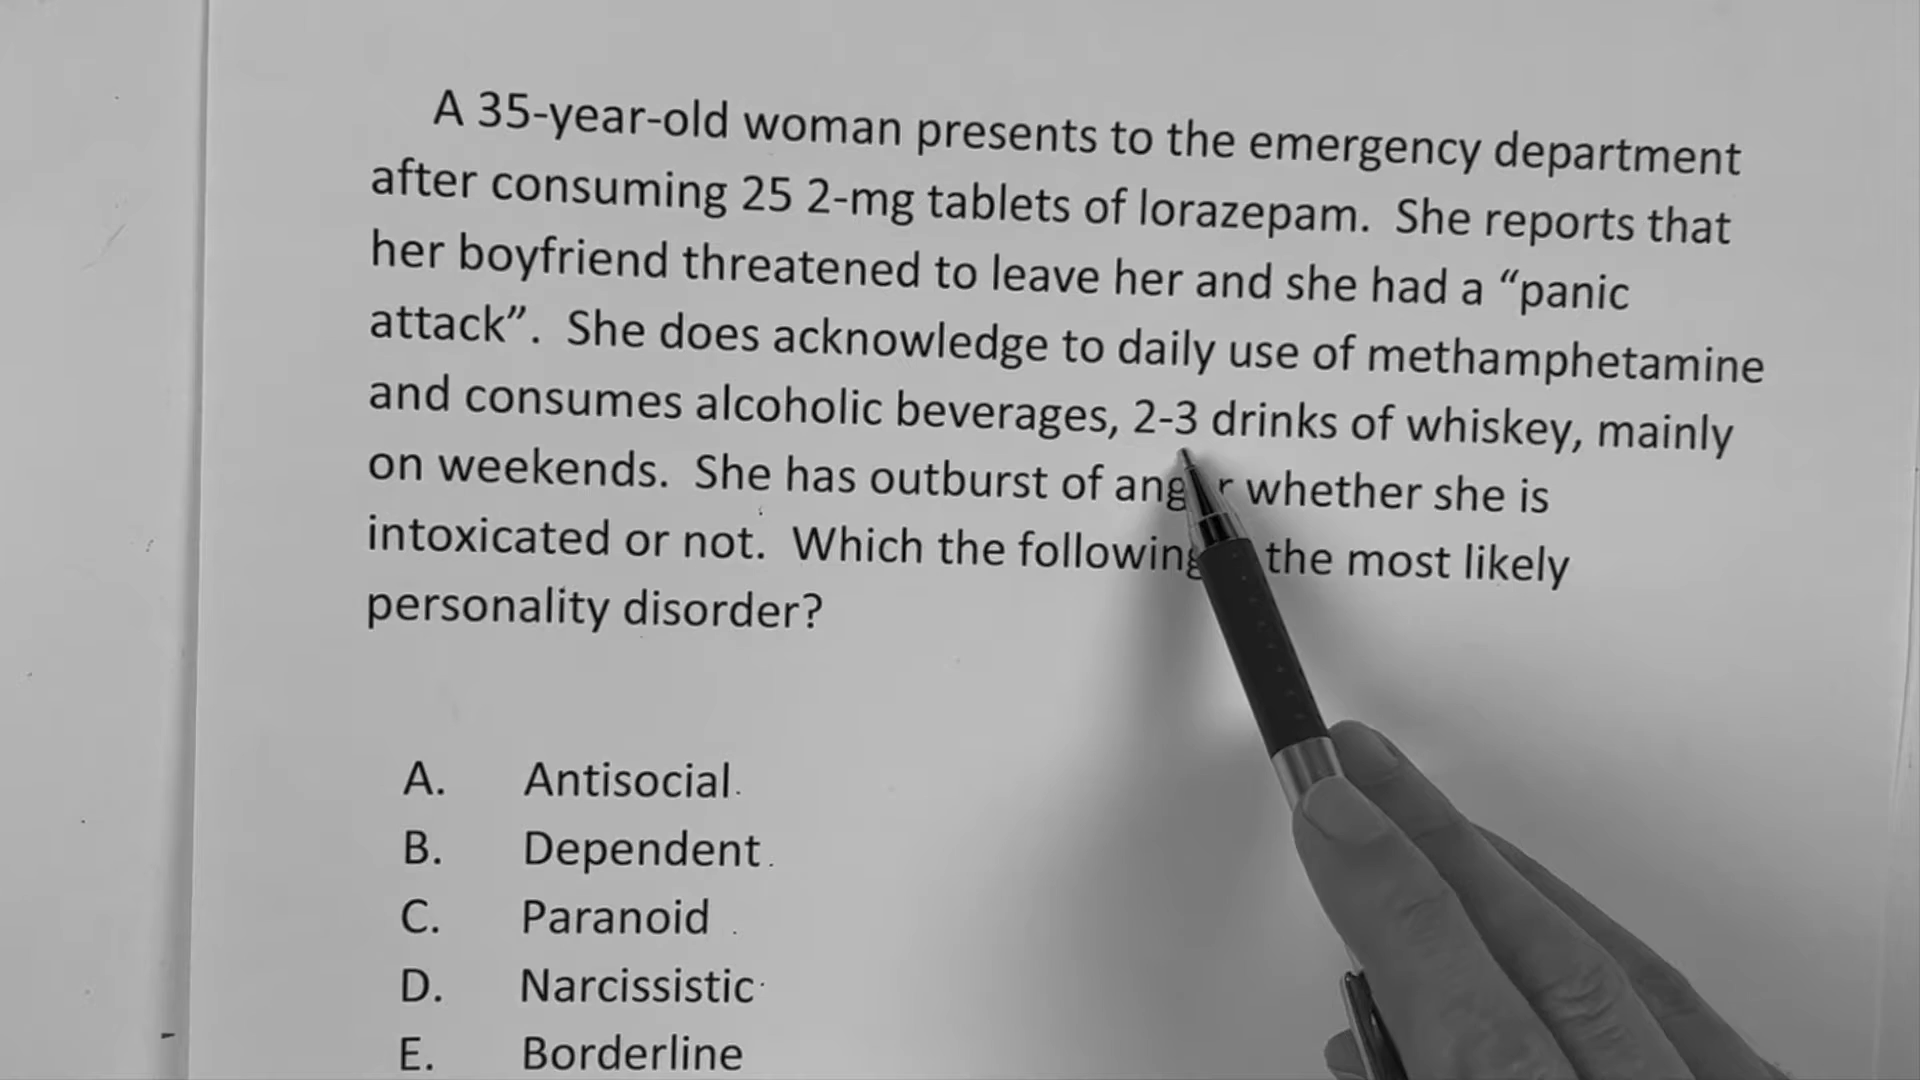 A 35-year-old woman presents to the emergency department
after consuming 25 2-mg tablets of lorazepam. She reports that
her boyfriend threatened to leave her and she had a “panic
attack”. She does acknowledge to daily use of methamphetamine
and consumes alcoholic beverages, 2-3 drinks of whiskey, mainly
on weekends. She has outburst of anger whether she is
intoxicated or not. Which the following the most likely
personality disorder?
A. Antisocial
B. Dependent
C. Paranoid
D. Narcissistic
E. Borderline